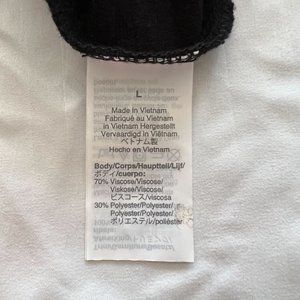 L
Made in Vietnam
Fabriqué au Vietnam
in Vietnam Hergestellt
Vervaardigd in Vietnam
ベトナム製
Hecho en Vietnam
Body/Corps/Hauptteil/Lijf/
ボディ/cuerpo:
70% Viscose/Viscose/
Viskose/Viscose/
ビスコース/viscosa
30% Polyester/Polyester/
Polyester/Polyester/
ポリエステル/poliéster